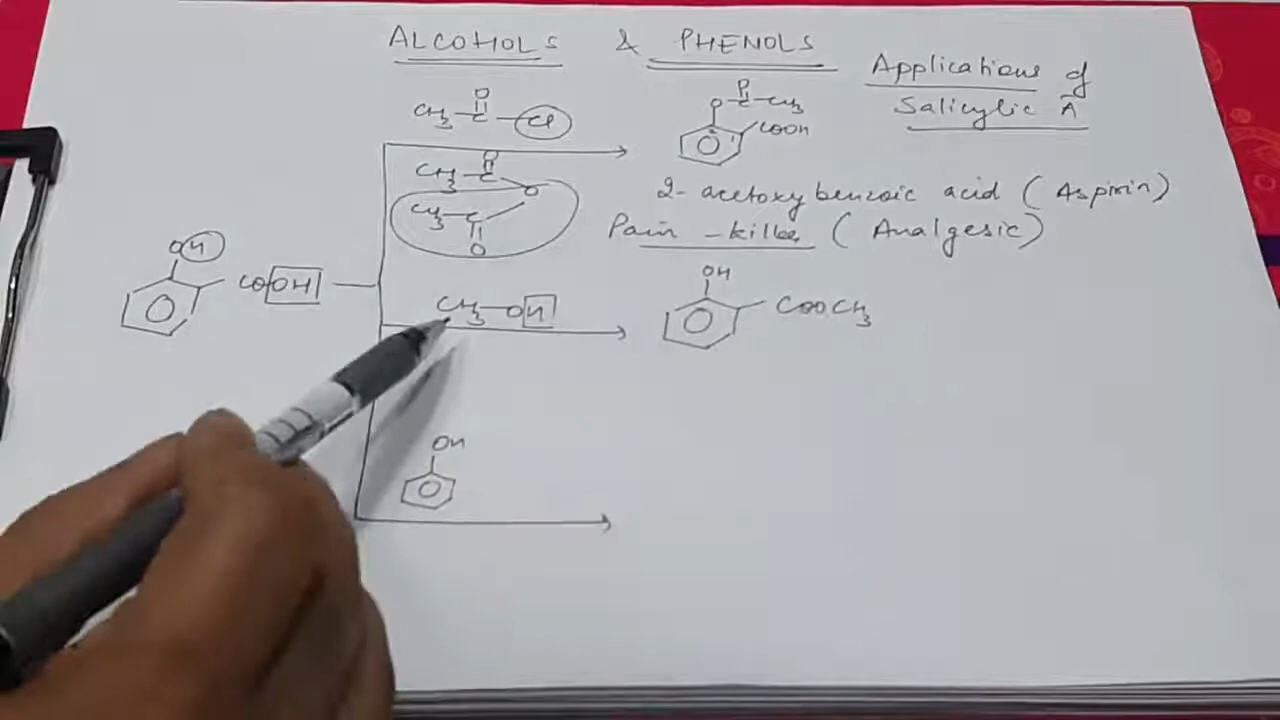 ALCOHOLS & PHENOLS
Applications of
Salicylic A
CH3—C—Cl
O
O
O—C—CH3
COOH
CH3—C
O
O
CH3—C
O
2-acetoxybenzoic acid (Aspirin)
Pain-killer (Analgesic)
OH
COOH
CH3—OH
OH
COOCH3
OH